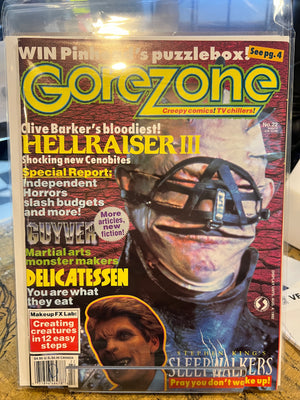 WIN Pin 's puzzlebox!
See pg. 4
GoreZone
Creepy comics! TV chillers!
Clive Barker's bloodiest!
No. 22
HELLRAISER III
Shocking new Cenobites
Special Report:
Independent
Horrors
slash budgets
and more!
More
articles,
new
fiction!
GUYVER
Martial arts
monster makers
DELICATESSEN
You are what
they eat
Makeup FX Lab:
Creating
creatures
in 12 easy
steps
STEPHEN KING'S
SLEEPWALKERS
Pray you don't wake up!